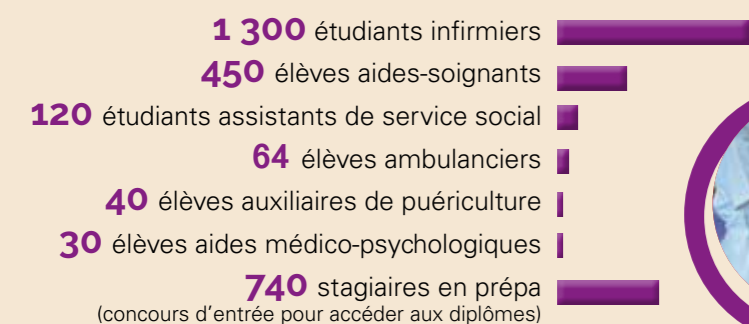 1 300 étudiants infirmiers
450 élèves aides-soignants
120 étudiants assistants de service social
64 élèves ambulanciers
40 élèves auxiliaires de puériculture
30 élèves aides médico-psychologiques
740 stagiaires en prépa
(concours d'entrée pour accéder aux diplômes)